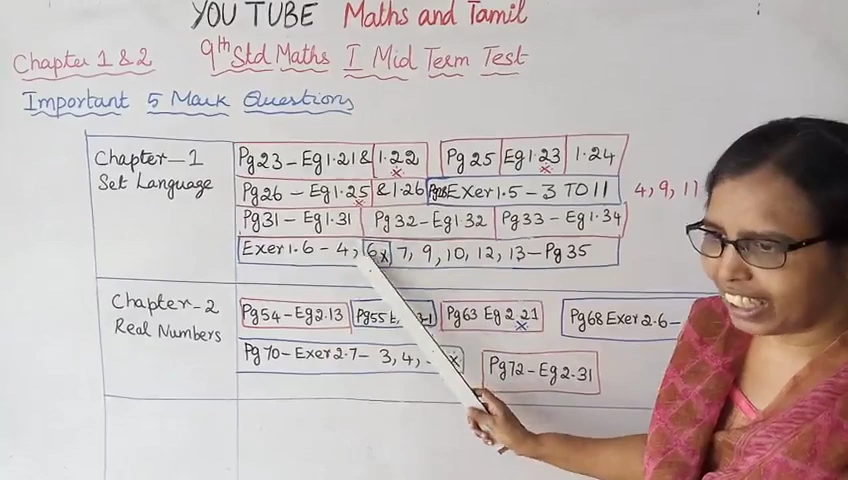 YOU TUBE Maths and Tamil
Chapter 1 & 2 9th Std Maths I Mid Term Test
Important 5 Mark Questions
Chapter-1
Set Language
Pg23-Eg1.21& 1.22 x
Pg25 Eg1.23 x 1.24
Pg26-Eg1.25 x & 1.26 Exer1.5-3 TO 11 4, 9, 11
Pg31-Eg1.31 Pg32-Eg1.32 Pg33-Eg1.34
Exer1.6-4, 6x 7, 9, 10, 12, 13-Pg35
Chapter-2
Real Numbers
Pg54-Eg2.13 Pg55 Pg63 Eg2.21 x Pg68 Exer2.6-
Pg70-Exer2.7- 3, 4, x Pg72-Eg2.31